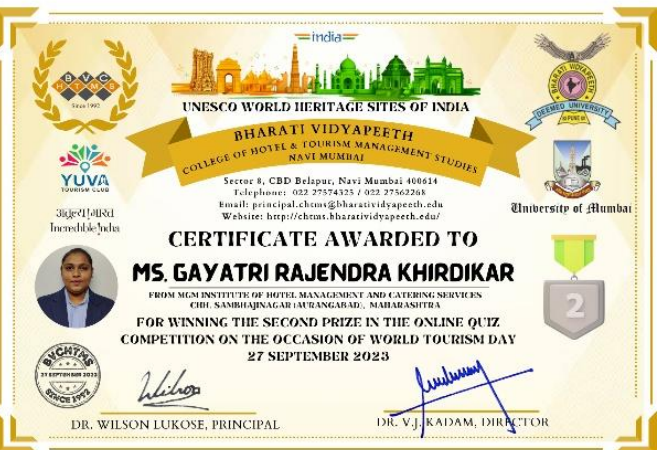 india
B V C
H T M S
Since 1992
UNESCO WORLD HERITAGE SITES OF INDIA
BHARATI VIDYAPEETH
COLLEGE OF HOTEL & TOURISM MANAGEMENT STUDIES
NAVI MUMBAI
BHARATI VIDYAPEETH
DEEMED UNIVERSITY
PUNE
YUVA
TOURISM CLUB
Sector 8, CBD Belapur, Navi Mumbai 400614
Telephone: 022 27574325 / 022 27562268
Email: principal.chtms@bharatividyapeeth.edu
Website: http://chtms.bharatividyapeeth.edu/
अतुल्य!भारत
Incredible!ndia
University of Mumbai
CERTIFICATE AWARDED TO
MS. GAYATRI RAJENDRA KHIRDIKAR
FROM MGM INSTITUTE OF HOTEL MANAGEMENT AND CATERING SERVICES
CHH. SAMBHAJINAGAR (AURANGABAD), MAHARASHTRA
2
FOR WINNING THE SECOND PRIZE IN THE ONLINE QUIZ
COMPETITION ON THE OCCASION OF WORLD TOURISM DAY
27 SEPTEMBER 2023
BVCHTMS
27 SEPTEMBER 2023
SINCE 1992
Wilson
DR. WILSON LUKOSE, PRINCIPAL
DR. V.J. KADAM, DIRECTOR